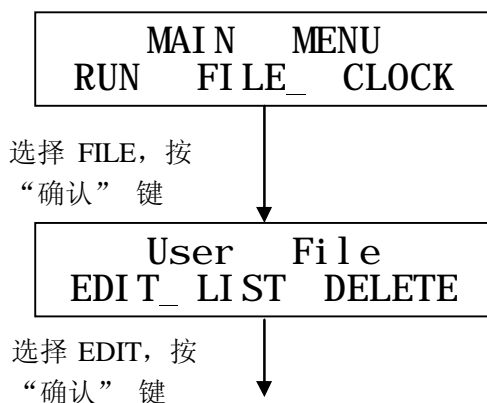 MAIN MENU
RUN FILE_ CLOCK
选择 FILE，按
“确认” 键
User File
EDIT_ LIST DELETE
选择 EDIT，按
“确认” 键